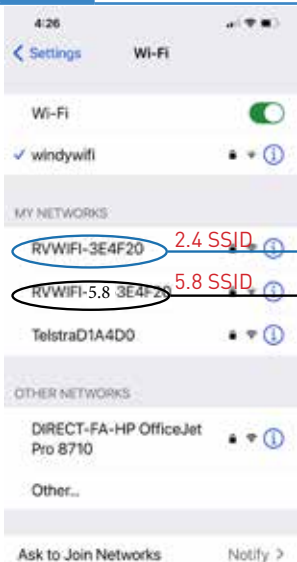 4:26
Settings Wi-Fi
Wi-Fi
windywifi
MY NETWORKS
RVWIFI-3E4F20 2.4 SSID
RVWIFI-5.8 3E4F20 5.8 SSID
TelstraD1A4D0
OTHER NETWORKS
DIRECT-FA-HP OfficeJet
Pro 8710
Other...
Ask to Join Networks Notify >